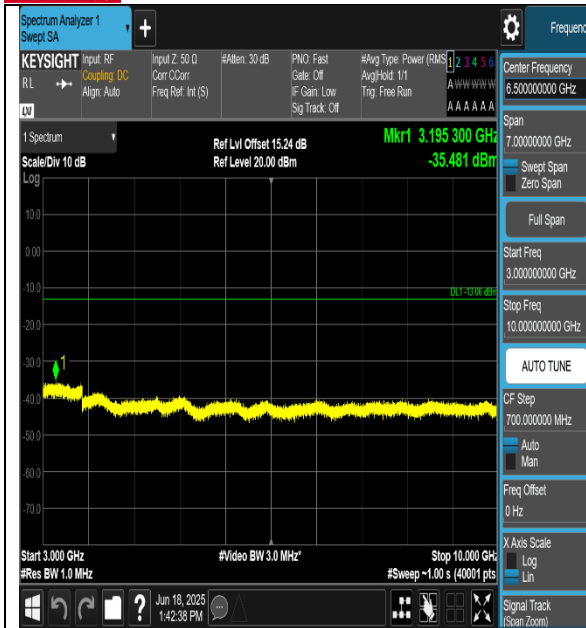 Spectrum Analyzer 1
Swept SA
Frequenc
KEYSIGHT
RL
LXI
Input: RF
Coupling: DC
Align: Auto
Input Z: 50 Ω
Corr CCorr
Freq Ref: Int (S)
#Atten: 30 dB
PNO: Fast
Gate: Off
IF Gain: Low
Sig Track: Off
#Avg Type: Power (RMS
Avg|Hold: 1/1
Trig: Free Run
1 2 3 4 5 6
A W W W W W
A A A A A A
1 Spectrum
Scale/Div 10 dB
Log
Ref Lvl Offset 15.24 dB
Ref Level 20.00 dBm
Mkr1 3.195 300 GHz
-35.481 dBm
10.0
0.00
-10.0
-20.0
-30.0
-40.0
-50.0
-60.0
-70.0
DL1 -13.00 dBm
1
Start 3.000 GHz
#Res BW 1.0 MHz
#Video BW 3.0 MHz*
Stop 10.000 GHz
#Sweep ~1.00 s (40001 pts
Center Frequency
6.500000000 GHz
Span
7.00000000 GHz
Swept Span
Zero Span
Full Span
Start Freq
3.000000000 GHz
Stop Freq
10.000000000 GHz
AUTO TUNE
CF Step
700.000000 MHz
Auto
Man
Freq Offset
0 Hz
X Axis Scale
Log
Lin
Signal Track
(Span Zoom)
?
Jun 18, 2025
1:42:38 PM